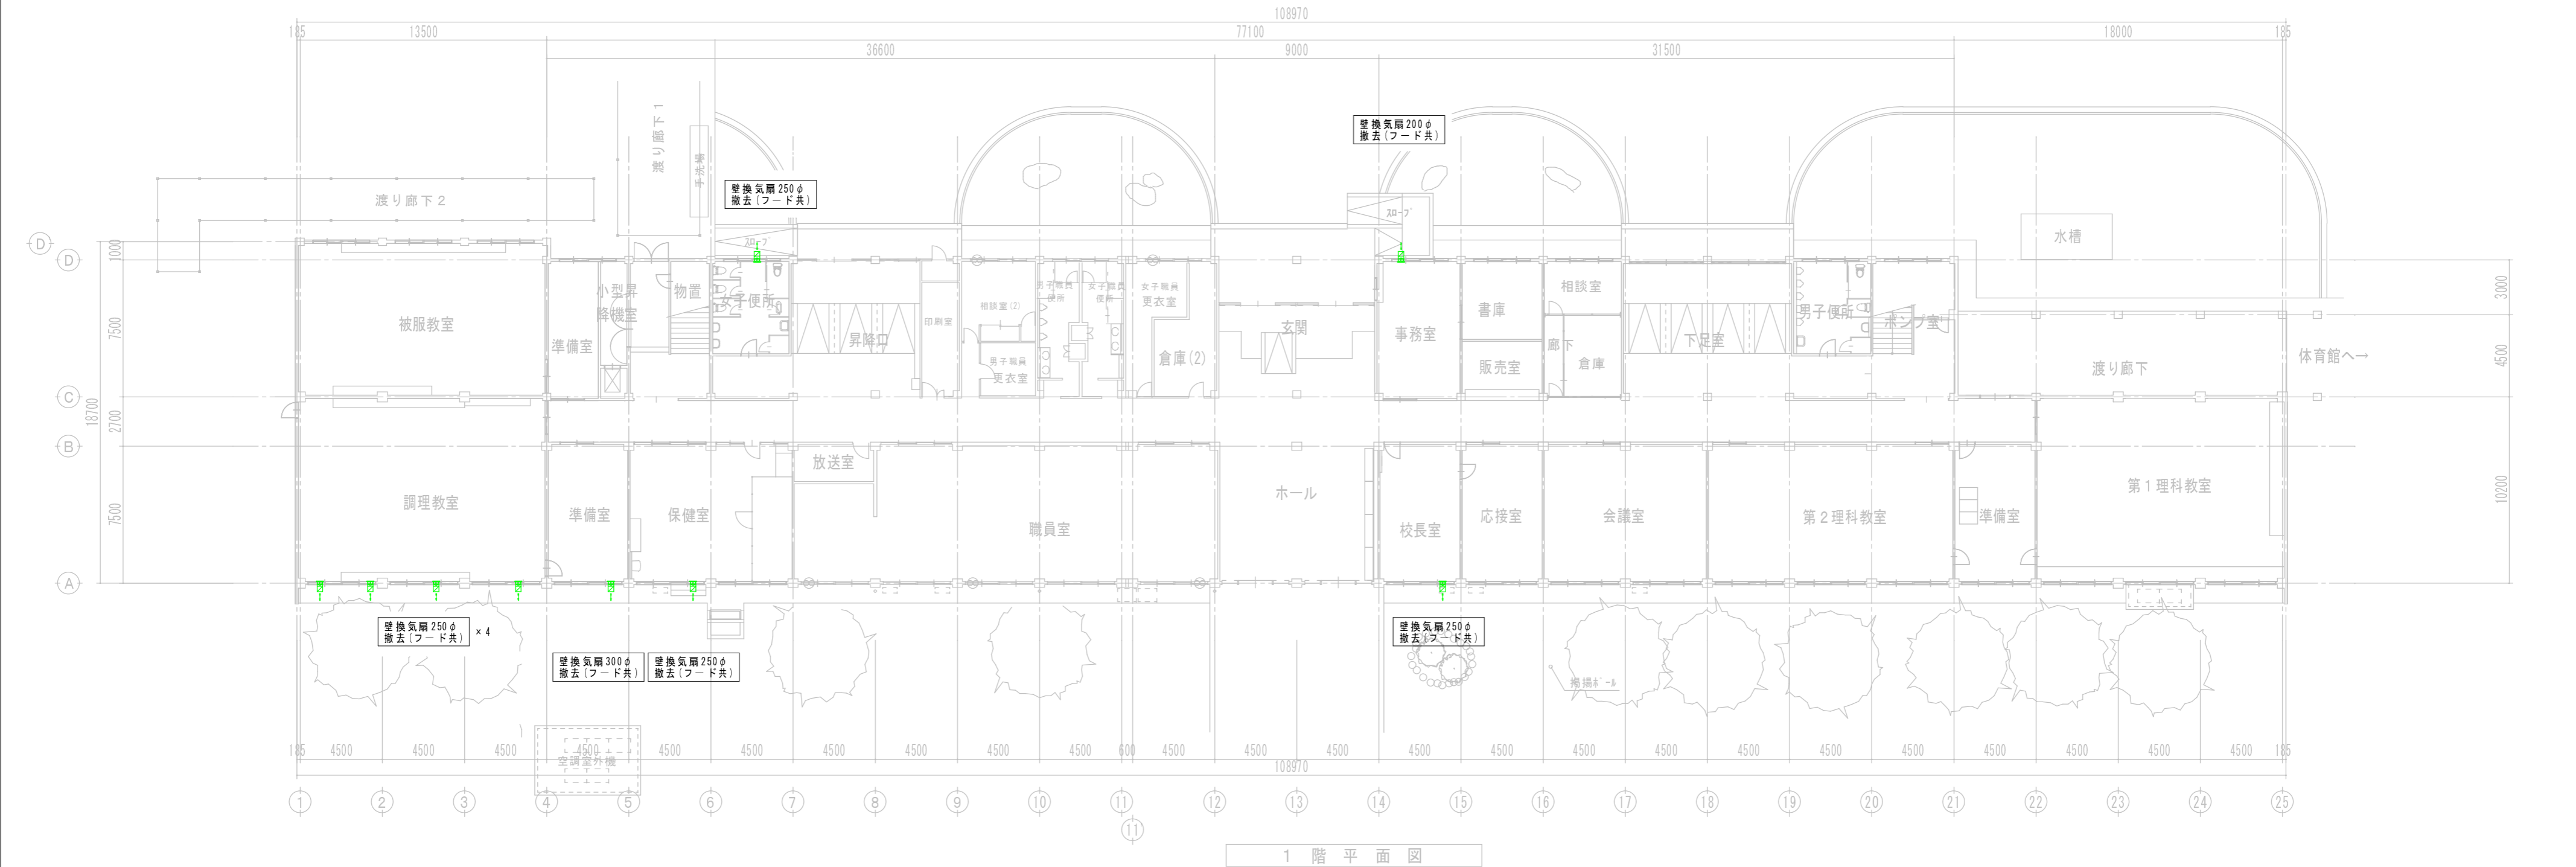 108970
185 13500 77100 18000 185
36600 9000 31500
渡り廊下1
手洗場
渡り廊下2
壁換気扇200φ
撤去(フード共)
壁換気扇250φ
撤去(フード共)
スロープ
スロープ
水槽
D
D
C
B
A
1000
7500
2700
7500
18700
3000
4500
10200
被服教室
準備室
小型昇
降機室
物置
女子便所
昇降口
印刷室
相談室(2)
男子職員
更衣室
男子職員
便所
女子職員
便所
女子職員
更衣室
倉庫(2)
玄関
事務室
書庫
販売室
相談室
廊下
倉庫
下足室
男子便所
ポンプ室
渡り廊下
体育館へ→
調理教室
準備室
保健室
放送室
職員室
ホール
校長室
応接室
会議室
第2理科教室
準備室
第1理科教室
壁換気扇250φ
撤去(フード共)
×4
壁換気扇300φ
撤去(フード共)
壁換気扇250φ
撤去(フード共)
壁換気扇250φ
撤去(フード共)
掲揚ポール
空調室外機
185 4500 4500 4500 4500 4500 4500 4500 4500 4500 4500 600 4500 4500 4500 4500 4500 4500 4500 4500 4500 4500 4500 4500 4500 4500 185
108970
1 2 3 4 5 6 7 8 9 10 11 12 13 14 15 16 17 18 19 20 21 22 23 24 25
11
1階平面図